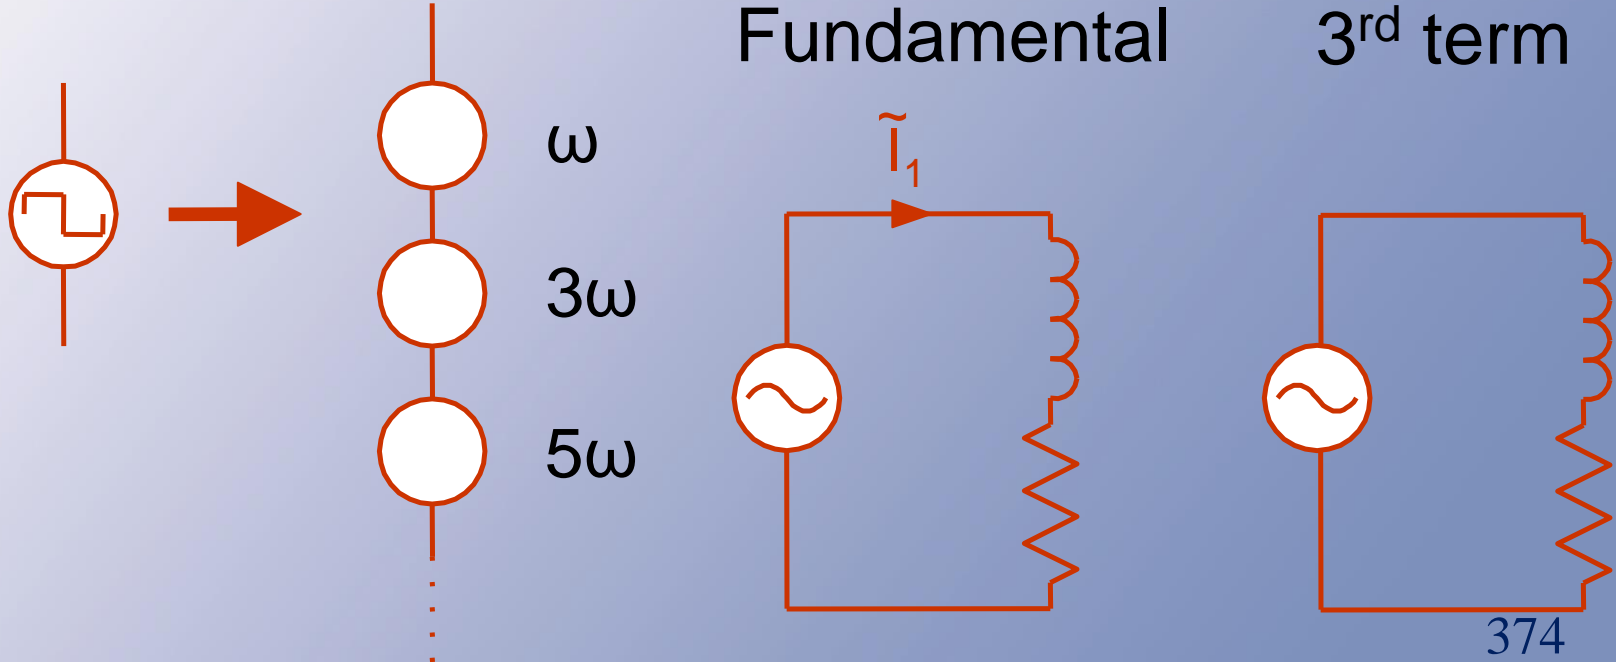 Fundamental
3rd term
ω
ĩ1
3ω
5ω
374